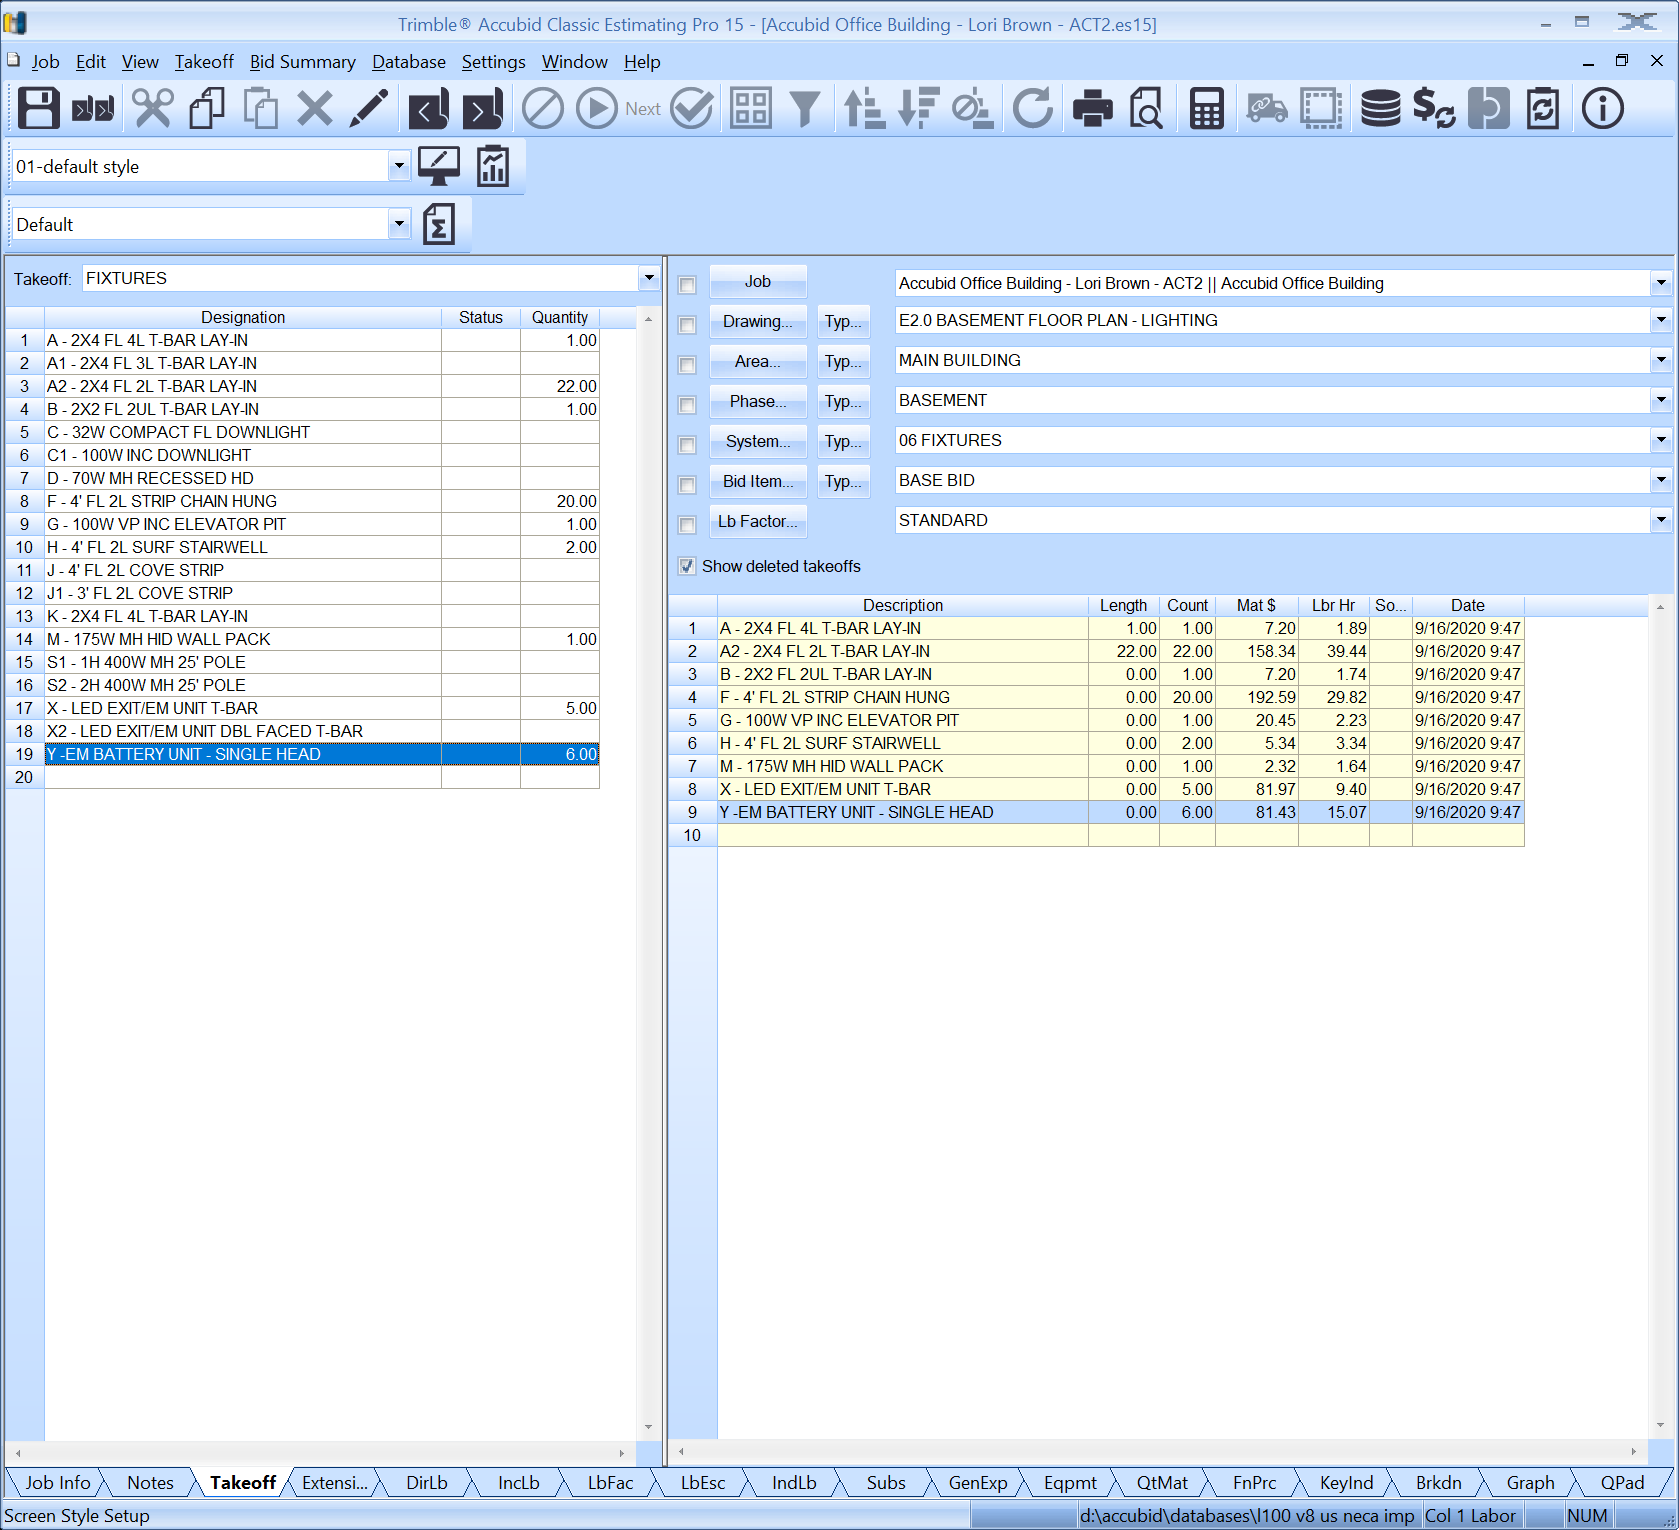 Trimble® Accubid Classic Estimating Pro 15 - [Accubid Office Building - Lori Brown - ACT2.es15]
Job Edit View Takeoff Bid Summary Database Settings Window Help
Next
01-default style
Default
Takeoff: FIXTURES
Designation Status Quantity
1 A - 2X4 FL 4L T-BAR LAY-IN 1.00
2 A1 - 2X4 FL 3L T-BAR LAY-IN
3 A2 - 2X4 FL 2L T-BAR LAY-IN 22.00
4 B - 2X2 FL 2UL T-BAR LAY-IN 1.00
5 C - 32W COMPACT FL DOWNLIGHT
6 C1 - 100W INC DOWNLIGHT
7 D - 70W MH RECESSED HD
8 F - 4' FL 2L STRIP CHAIN HUNG 20.00
9 G - 100W VP INC ELEVATOR PIT 1.00
10 H - 4' FL 2L SURF STAIRWELL 2.00
11 J - 4' FL 2L COVE STRIP
12 J1 - 3' FL 2L COVE STRIP
13 K - 2X4 FL 4L T-BAR LAY-IN
14 M - 175W MH HID WALL PACK 1.00
15 S1 - 1H 400W MH 25' POLE
16 S2 - 2H 400W MH 25' POLE
17 X - LED EXIT/EM UNIT T-BAR 5.00
18 X2 - LED EXIT/EM UNIT DBL FACED T-BAR
19 Y -EM BATTERY UNIT - SINGLE HEAD 6.00
20
Job Accubid Office Building - Lori Brown - ACT2 || Accubid Office Building
Drawing... Typ... E2.0 BASEMENT FLOOR PLAN - LIGHTING
Area... Typ... MAIN BUILDING
Phase... Typ... BASEMENT
System... Typ... 06 FIXTURES
Bid Item... Typ... BASE BID
Lb Factor... STANDARD
Show deleted takeoffs
Description Length Count Mat $ Lbr Hr So... Date
1 A - 2X4 FL 4L T-BAR LAY-IN 1.00 1.00 7.20 1.89 9/16/2020 9:47
2 A2 - 2X4 FL 2L T-BAR LAY-IN 22.00 22.00 158.34 39.44 9/16/2020 9:47
3 B - 2X2 FL 2UL T-BAR LAY-IN 0.00 1.00 7.20 1.74 9/16/2020 9:47
4 F - 4' FL 2L STRIP CHAIN HUNG 0.00 20.00 192.59 29.82 9/16/2020 9:47
5 G - 100W VP INC ELEVATOR PIT 0.00 1.00 20.45 2.23 9/16/2020 9:47
6 H - 4' FL 2L SURF STAIRWELL 0.00 2.00 5.34 3.34 9/16/2020 9:47
7 M - 175W MH HID WALL PACK 0.00 1.00 2.32 1.64 9/16/2020 9:47
8 X - LED EXIT/EM UNIT T-BAR 0.00 5.00 81.97 9.40 9/16/2020 9:47
9 Y -EM BATTERY UNIT - SINGLE HEAD 0.00 6.00 81.43 15.07 9/16/2020 9:47
10
Job Info Notes Takeoff Extensi... DirLb IncLb LbFac LbEsc IndLb Subs GenExp Eqpmt QtMat FnPrc KeyInd Brkdn Graph QPad
Screen Style Setup d:\accubid\databases\l100 v8 us neca imp Col 1 Labor NUM